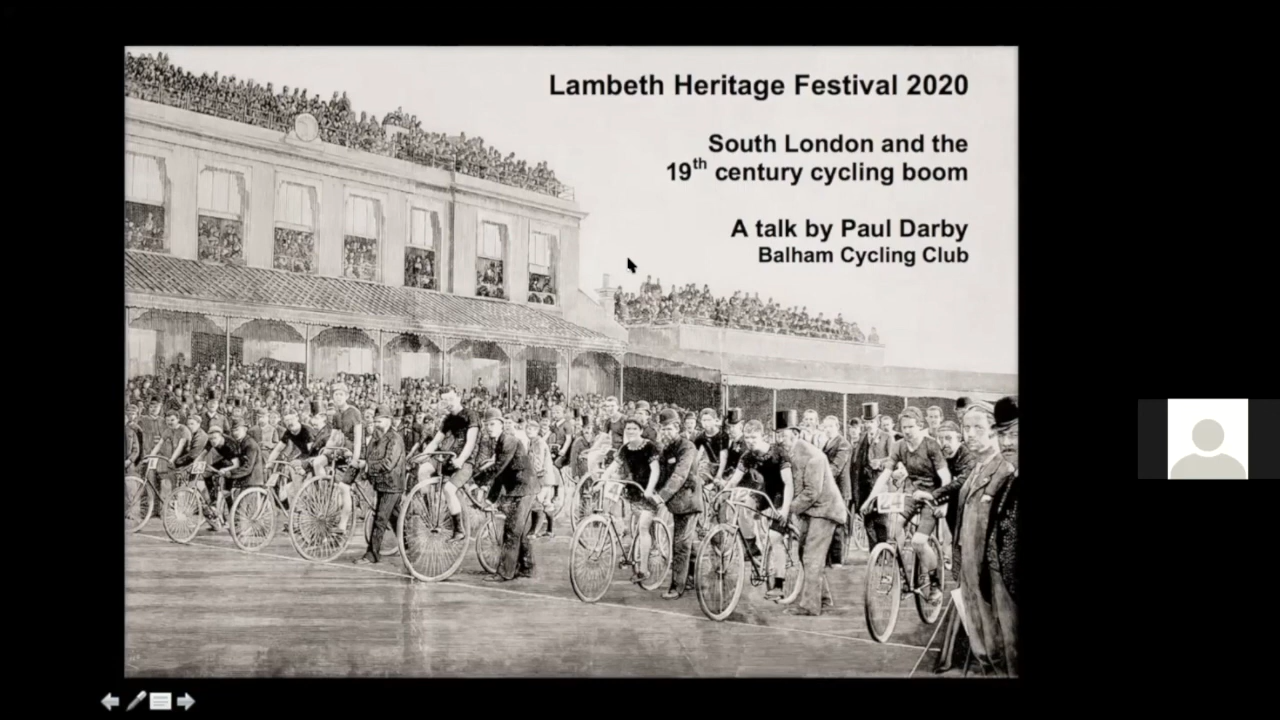 Lambeth Heritage Festival 2020
South London and the
19th century cycling boom
A talk by Paul Darby
Balham Cycling Club